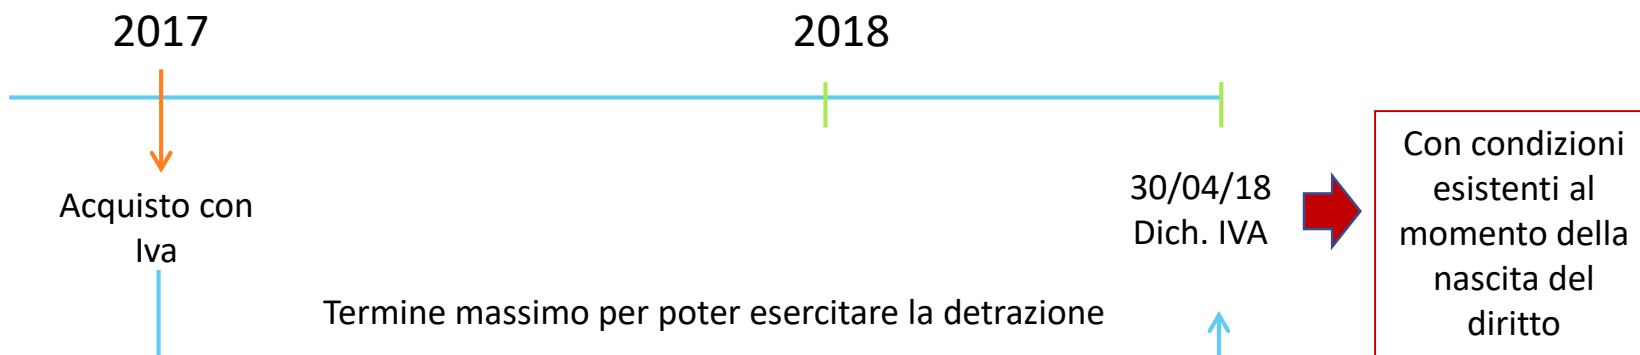 2017
2018
Acquisto con
Iva
30/04/18
Dich. IVA
Con condizioni
esistenti al
momento della
nascita del
diritto
Termine massimo per poter esercitare la detrazione